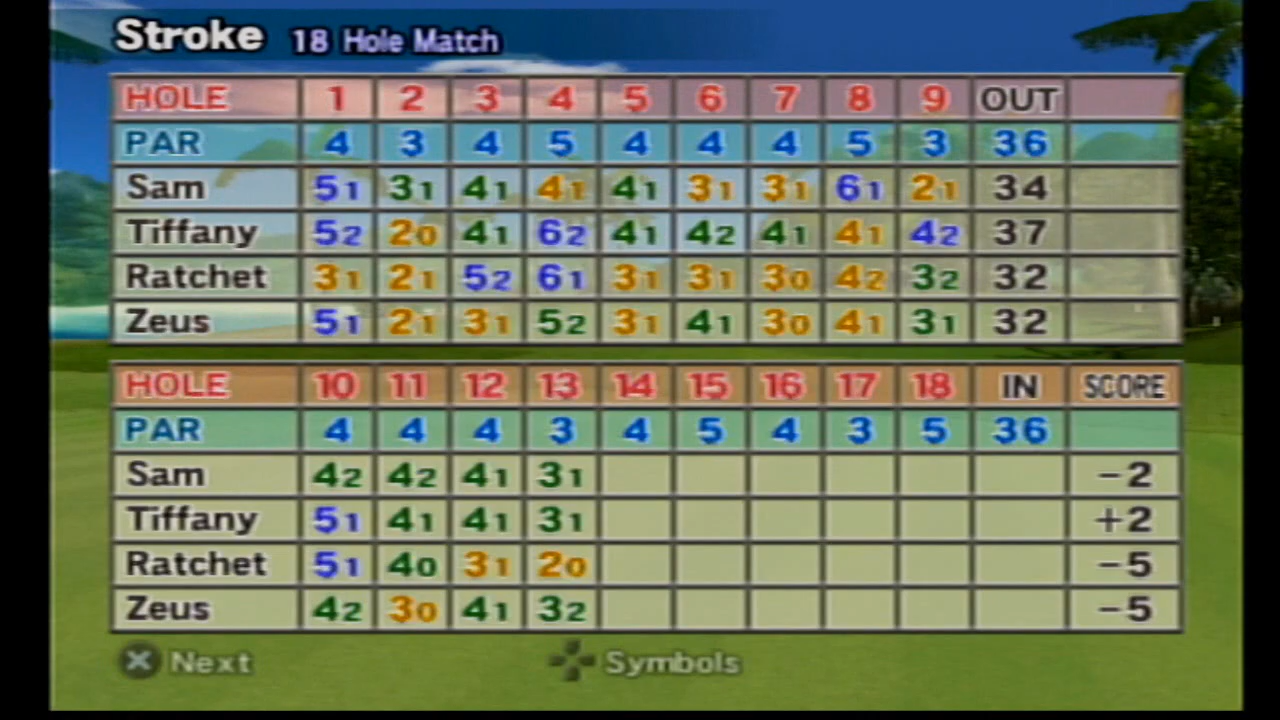 Stroke 18 Hole Match
HOLE 1 2 3 4 5 6 7 8 9 OUT
PAR 4 3 4 5 4 4 4 5 3 36
Sam 51 31 41 41 41 31 31 61 21 34
Tiffany 52 20 41 62 41 42 41 41 42 37
Ratchet 31 21 52 61 31 31 30 42 32 32
Zeus 51 21 31 52 31 41 30 41 31 32
HOLE 10 11 12 13 14 15 16 17 18 IN SCORE
PAR 4 4 4 3 4 5 4 3 5 36
Sam 42 42 41 31 -2
Tiffany 51 41 41 31 +2
Ratchet 51 40 31 20 -5
Zeus 42 30 41 32 -5
Next Symbols